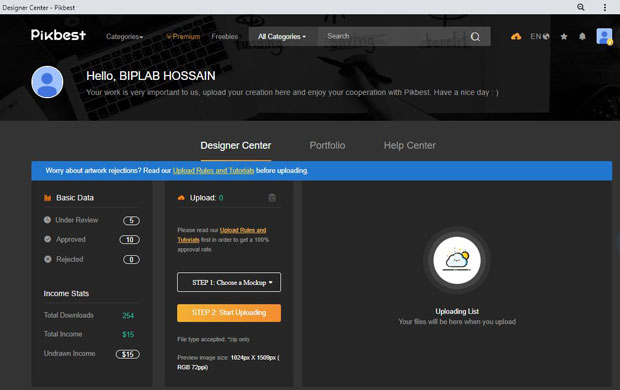 Designer Center - Pikbest
Pikbest Categories Premium Freebies All Categories Search EN
Hello, BIPLAB HOSSAIN
Your work is very important to us, upload your creation here and enjoy your cooperation with Pikbest. Have a nice day : )
Designer Center Portfolio Help Center
Worry about artwork rejections? Read our Upload Rules and Tutorials before uploading.
Basic Data
Under Review 5
Approved 10
Rejected 0
Income Stats
Total Downloads 254
Total Income $15
Undrawn Income $15
Upload: 0
Please read our Upload Rules and
Tutorials first in order to get a 100%
approval rate.
STEP 1: Choose a Mockup
STEP 2: Start Uploading
File type accepted: *zip only
Preview image size: 1024px X 1509px (
RGB 72ppi)
Uploading List
Your files will be here when you upload